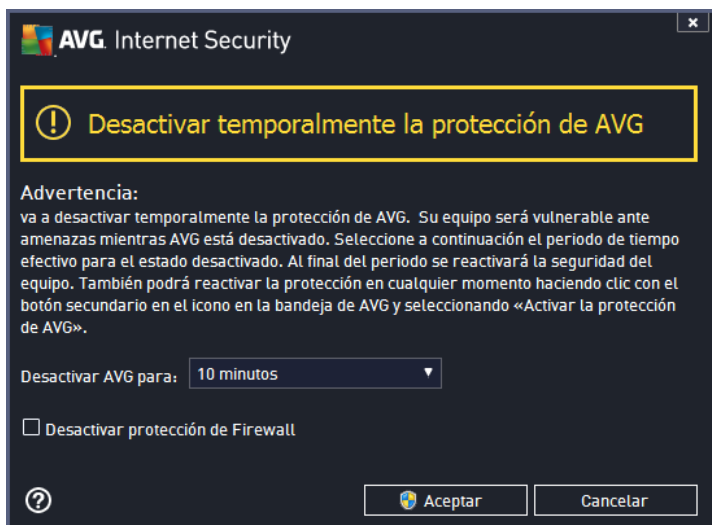 AVG. Internet Security
Desactivar temporalmente la protección de AVG
Advertencia:
va a desactivar temporalmente la protección de AVG. Su equipo será vulnerable ante
amenazas mientras AVG está desactivado. Seleccione a continuación el periodo de tiempo
efectivo para el estado desactivado. Al final del periodo se reactivará la seguridad del
equipo. También podrá reactivar la protección en cualquier momento haciendo clic con el
botón secundario en el icono en la bandeja de AVG y seleccionando «Activar la protección
de AVG».
Desactivar AVG para: 10 minutos
Desactivar protección de Firewall
Aceptar Cancelar